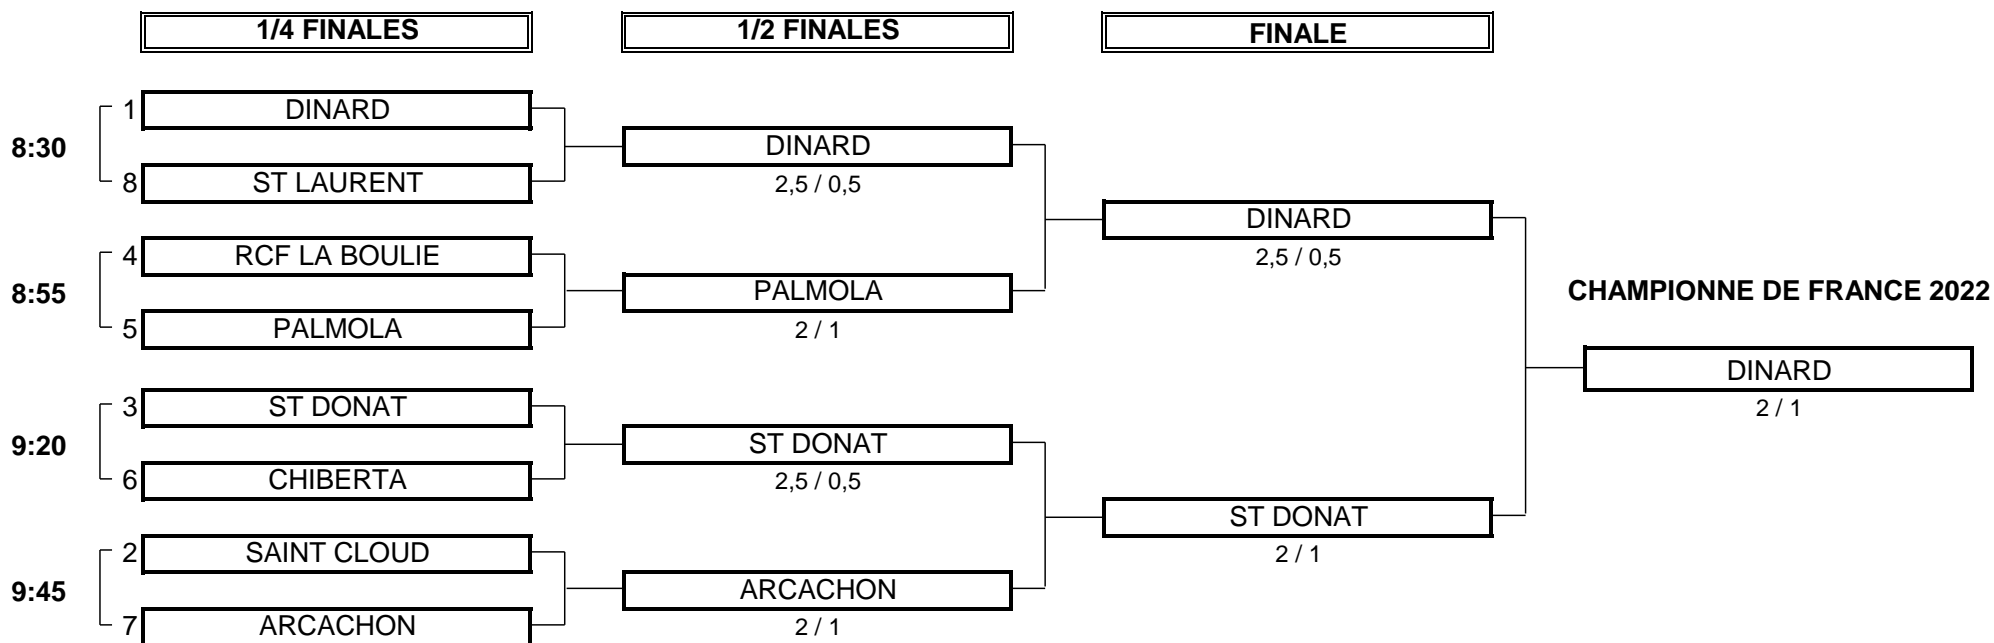 1/4 FINALES
1/2 FINALES
FINALE
8:30
1 DINARD
8 ST LAURENT
DINARD
2,5 / 0,5
8:55
4 RCF LA BOULIE
5 PALMOLA
PALMOLA
2 / 1
DINARD
2,5 / 0,5
9:20
3 ST DONAT
6 CHIBERTA
ST DONAT
2,5 / 0,5
9:45
2 SAINT CLOUD
7 ARCACHON
ARCACHON
2 / 1
ST DONAT
2 / 1
CHAMPIONNE DE FRANCE 2022
DINARD
2 / 1